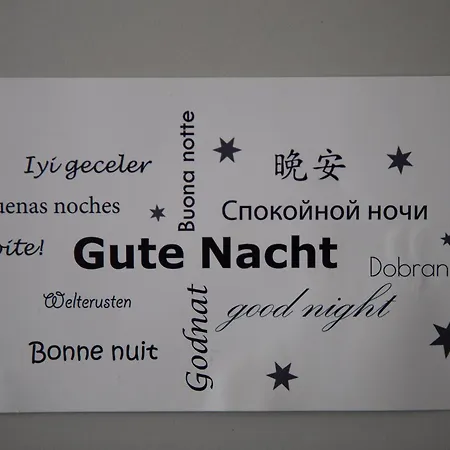 Buona notte
Iyi geceler
晚安
uenas noches
Спокойной ночи
oite!
Gute Nacht
Dobran
Welterusten
Godnat
good night
Bonne nuit